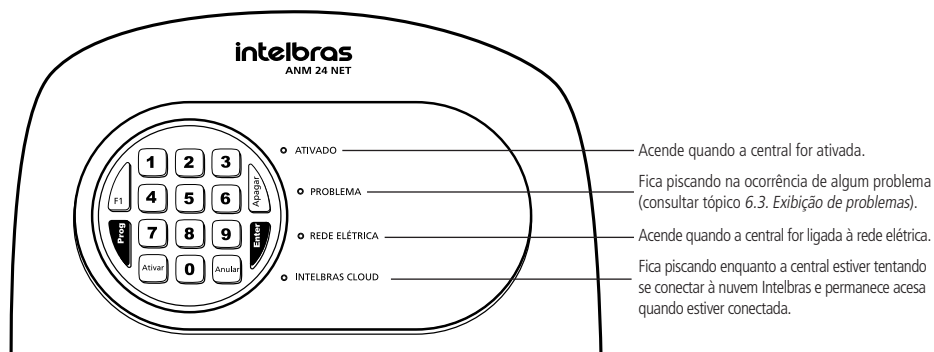 intelbras
ANM 24 NET
ATIVADO
Acende quando a central for ativada.
PROBLEMA
Fica piscando na ocorrência de algum problema
(consultar tópico 6.3. Exibição de problemas).
REDE ELÉTRICA
Acende quando a central for ligada à rede elétrica.
INTELBRAS CLOUD
Fica piscando enquanto a central estiver tentando
se conectar à nuvem Intelbras e permanece acesa
quando estiver conectada.
1 2 3
F1 4 5 6 Apagar
Prog 7 8 9 Enter
Ativar 0 Anular